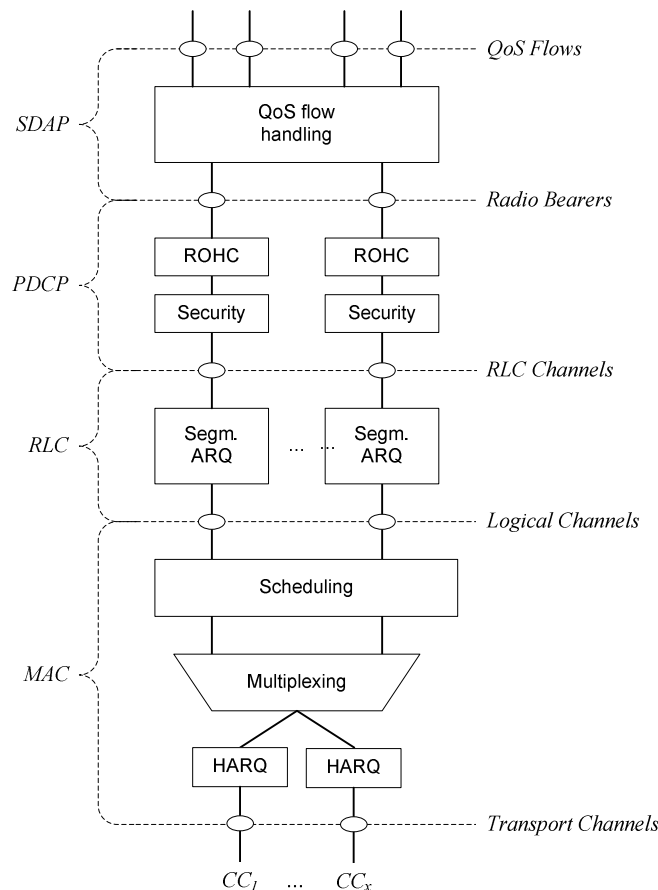 QoS Flows
QoS flow
handling
SDAP
Radio Bearers
ROHC
ROHC
PDCP
Security
Security
RLC Channels
Segm.
ARQ
... ...
Segm.
ARQ
RLC
Logical Channels
Scheduling
MAC
Multiplexing
HARQ
HARQ
Transport Channels
CC1 ... CCx